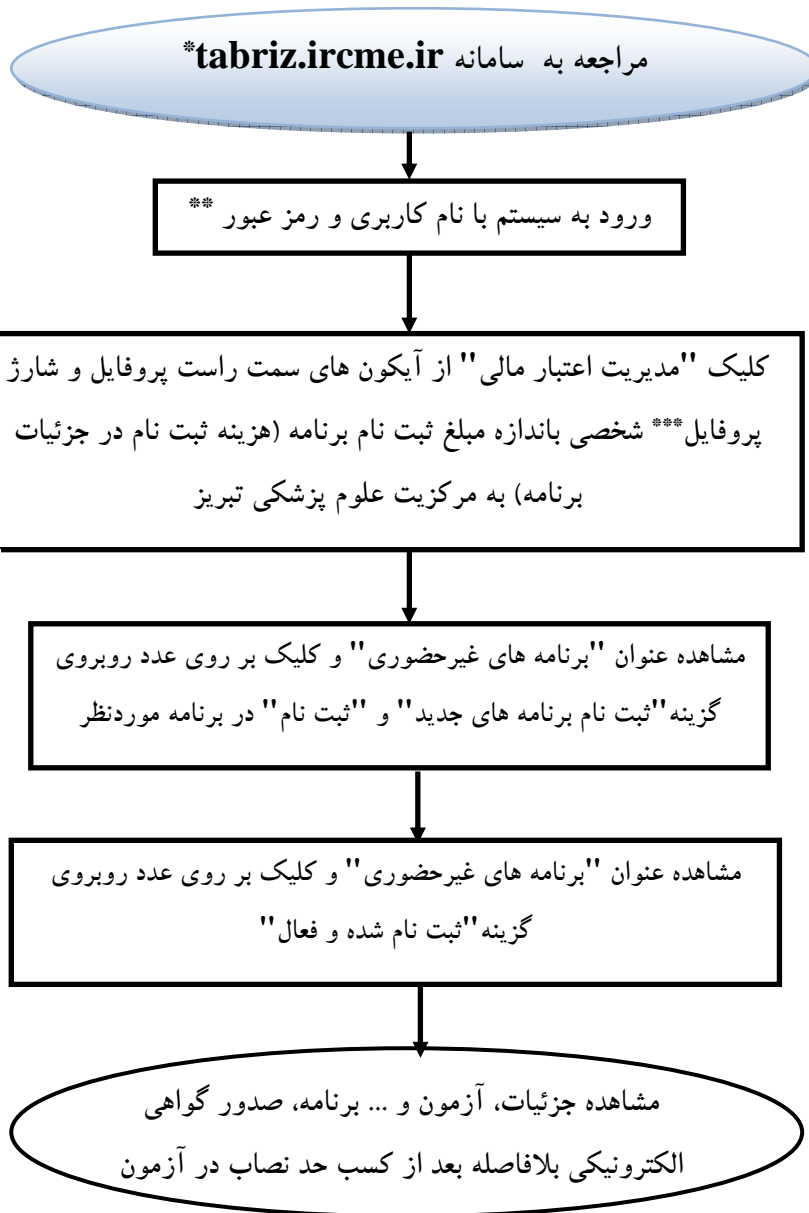 مراجعه به سامانه tabriz.ircme.ir*
ورود به سیستم با نام کاربری و رمز عبور **
کلیک "مدیریت اعتبار مالی" از آیکون های سمت راست پروفایل و شارژ
پروفایل*** شخصی باندازه مبلغ ثبت نام برنامه (هزینه ثبت نام در جزئیات
برنامه) به مرکزیت علوم پزشکی تبریز
مشاهده عنوان "برنامه های غیرحضوری" و کلیک بر روی عدد روبروی
گزینه"ثبت نام برنامه های جدید" و "ثبت نام" در برنامه موردنظر
مشاهده عنوان "برنامه های غیرحضوری" و کلیک بر روی عدد روبروی
گزینه"ثبت نام شده و فعال"
مشاهده جزئیات، آزمون و ... برنامه، صدور گواهی
الکترونیکی بلافاصله بعد از کسب حد نصاب در آزمون